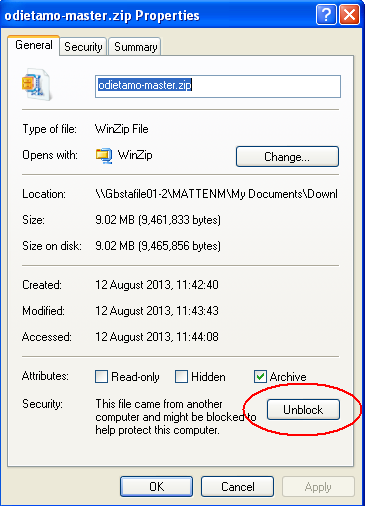 odietamo-master.zip Properties
General Security Summary
odietamo-master.zip
Type of file: WinZip File
Opens with: WinZip Change...
Location: \\Gbstafile01-2\MATTENM\My Documents\Downl
Size: 9.02 MB (9,461,833 bytes)
Size on disk: 9.02 MB (9,465,856 bytes)
Created: 12 August 2013, 11:42:40
Modified: 12 August 2013, 11:43:43
Accessed: 12 August 2013, 11:44:08
Attributes: Read-only Hidden Archive
Security: This file came from another
computer and might be blocked to Unblock
help protect this computer.
OK Cancel Apply